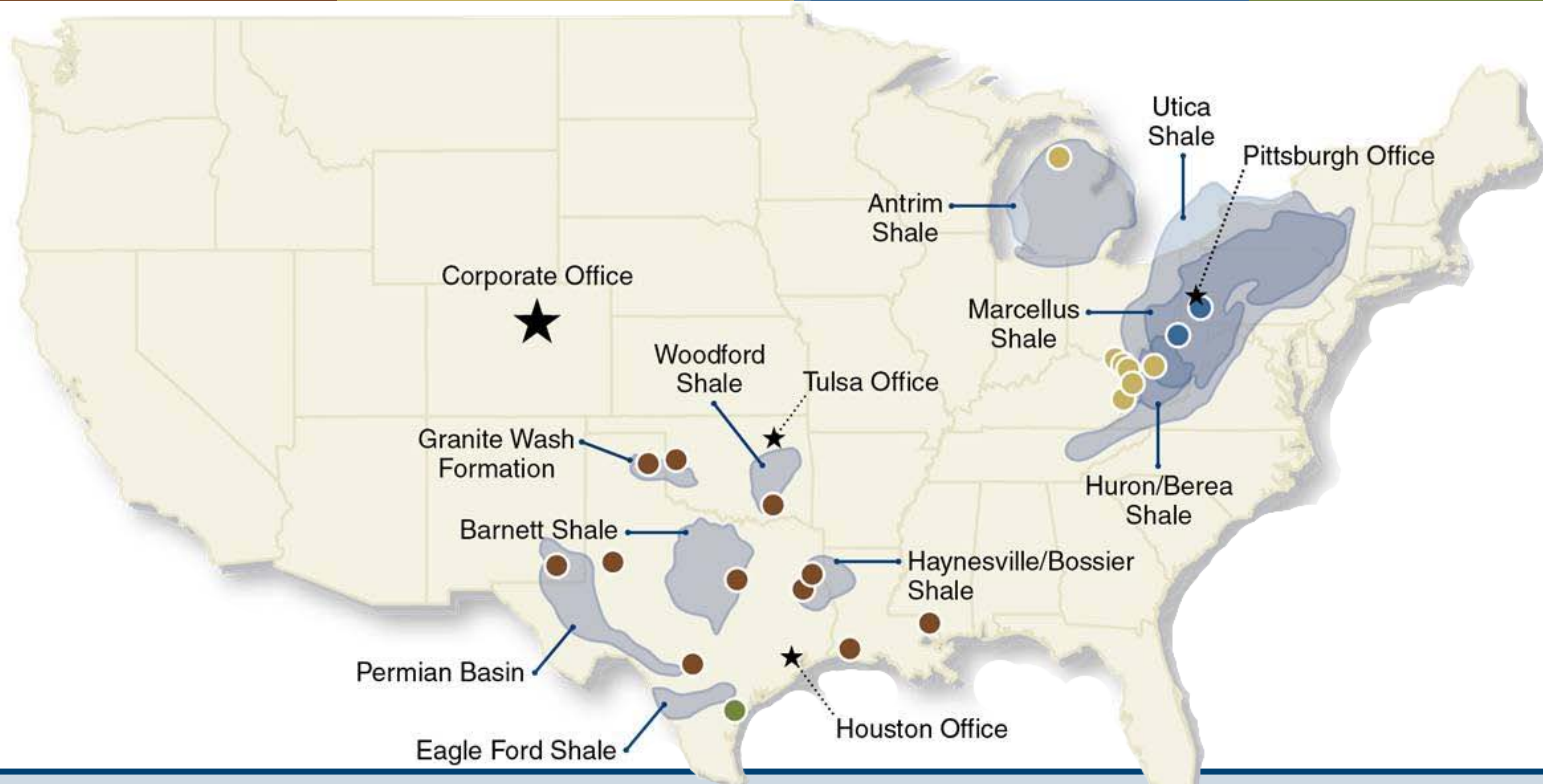 Utica
Shale
Pittsburgh Office
Antrim
Shale
Corporate Office
Marcellus
Shale
Woodford
Shale
Tulsa Office
Granite Wash
Formation
Huron/Berea
Shale
Barnett Shale
Haynesville/Bossier
Shale
Permian Basin
Houston Office
Eagle Ford Shale